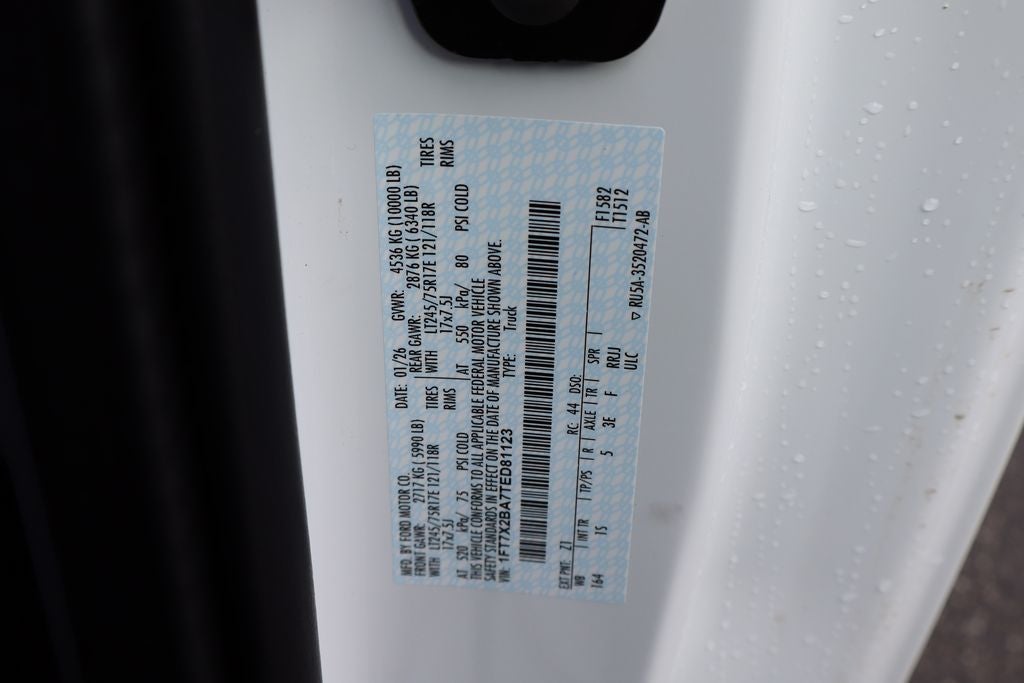 MFD. BY FORD MOTOR CO.
DATE: 01/26 GVWR: 4536 KG (10000 LB)
FRONT GAWR: 2717 KG ( 5990 LB)
REAR GAWR: 2876 KG ( 6340 LB)
WITH LT245/75R17E 121/118R TIRES
WITH LT245/75R17E 121/118R TIRES
17x7.5J RIMS
17x7.5J RIMS
AT 520 kPa/ 75 PSI COLD
AT 550 kPa/ 80 PSI COLD
THIS VEHICLE CONFORMS TO ALL APPLICABLE FEDERAL MOTOR VEHICLE
SAFETY STANDARDS IN EFFECT ON THE DATE OF MANUFACTURE SHOWN ABOVE.
VIN: 1FT7X2BA7TED81123 TYPE: Truck
EXT PNT: Z1 RC: 44 DSO:
WB INT TR TP/PS R AXLE TR SPR F1582
164 TS 5 3E F RRJJ T1512
ULC ▽ RU5A-3520472-AB